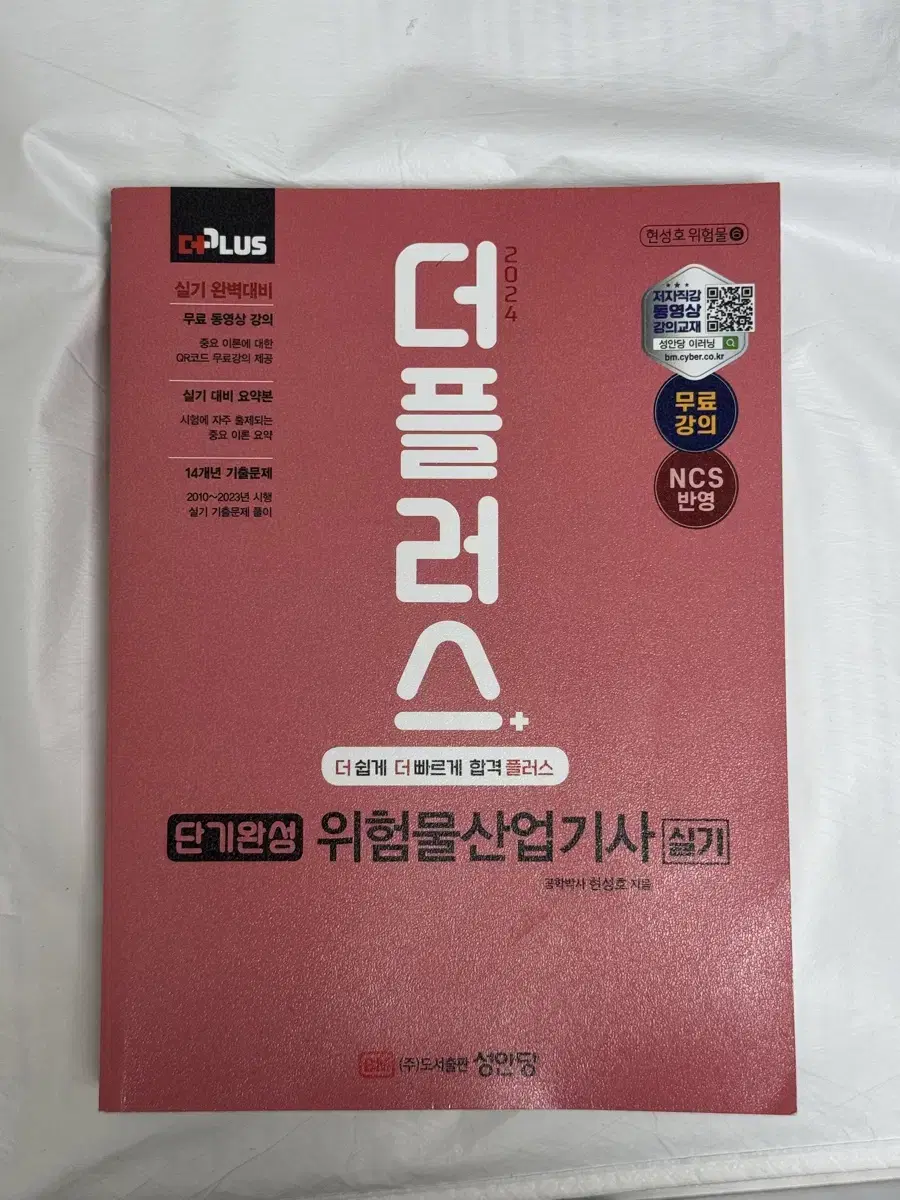 더PLUS
실기 완벽대비
무료 동영상 강의
중요 이론에 대한
QR코드 무료강의 제공
실기 대비 요약본
시험에 자주 출제되는
중요 이론 요약
14개년 기출문제
2010~2023년 시행
실기 기출문제 풀이
2024
더플러스+
현성호 위험물 6
저자직강
동영상
강의교재
성안당 이러닝
bm.cyber.co.kr
무료
강의
NCS
반영
더 쉽게 더 빠르게 합격 플러스
단기완성 위험물산업기사 실기
공학박사 현성호 지음
BM (주)도서출판 성안당